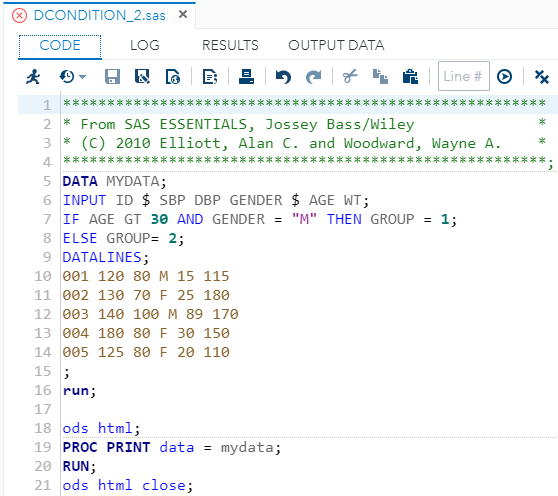 DCONDITION_2.sas ×
CODE LOG RESULTS OUTPUT DATA
Line #
1 *******************************************************
2 * From SAS ESSENTIALS, Jossey Bass/Wiley *
3 * (C) 2010 Elliott, Alan C. and Woodward, Wayne A. *
4 *******************************************************;
5 DATA MYDATA;
6 INPUT ID $ SBP DBP GENDER $ AGE WT;
7 IF AGE GT 30 AND GENDER = "M" THEN GROUP = 1;
8 ELSE GROUP= 2;
9 DATALINES;
10 001 120 80 M 15 115
11 002 130 70 F 25 180
12 003 140 100 M 89 170
13 004 180 80 F 30 150
14 005 125 80 F 20 110
15 ;
16 run;
17
18 ods html;
19 PROC PRINT data = mydata;
20 RUN;
21 ods html close;